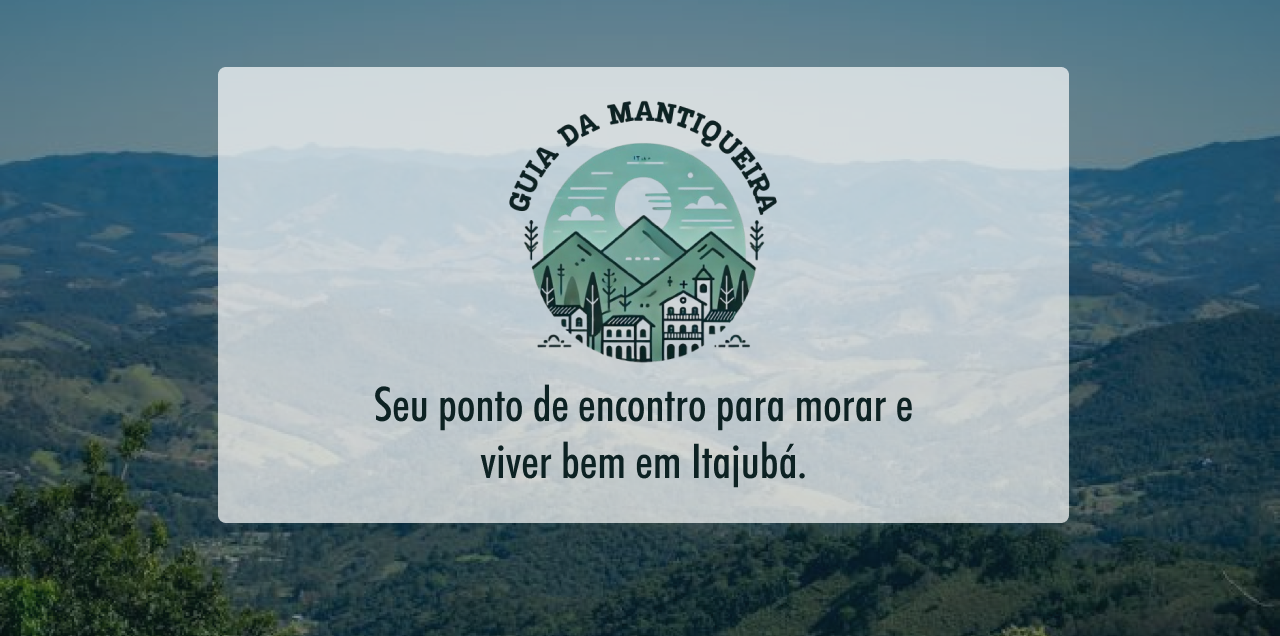 GUIA DA MANTIQUEIRA
Seu ponto de encontro para morar e
viver bem em Itajubá.